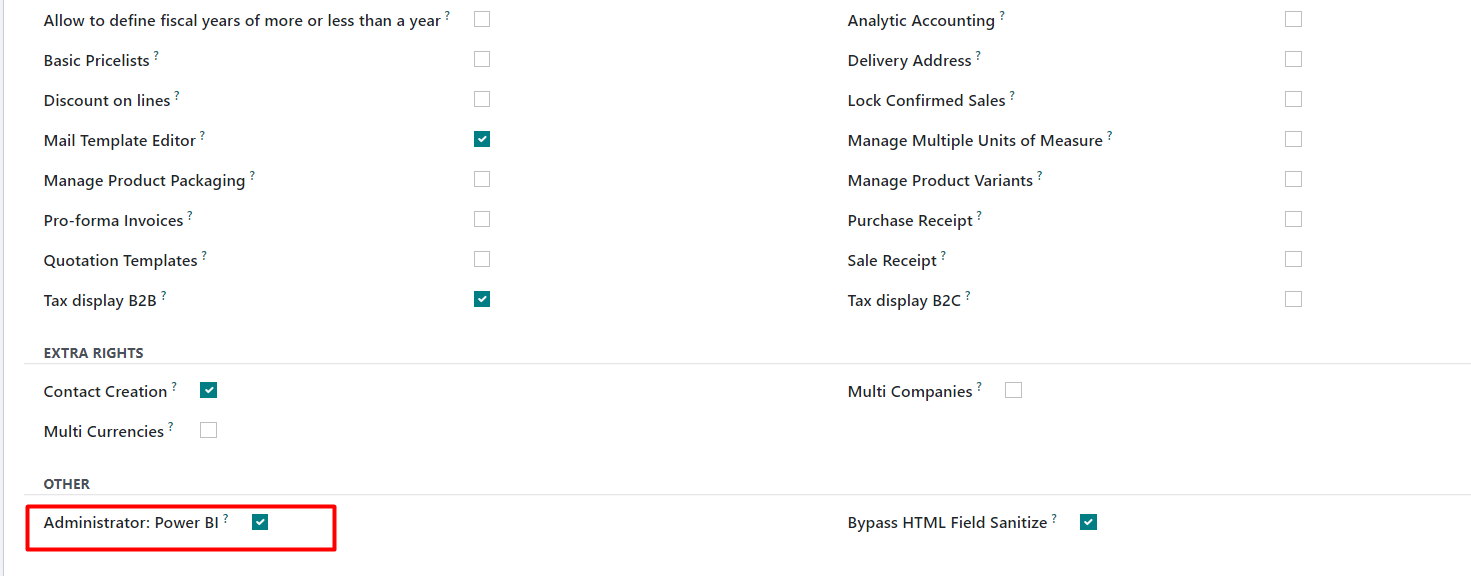 Allow to define fiscal years of more or less than a year ?
Analytic Accounting ?
Basic Pricelists ?
Delivery Address ?
Discount on lines ?
Lock Confirmed Sales ?
Mail Template Editor ?
Manage Multiple Units of Measure ?
Manage Product Packaging ?
Manage Product Variants ?
Pro-forma Invoices ?
Purchase Receipt ?
Quotation Templates ?
Sale Receipt ?
Tax display B2B ?
Tax display B2C ?
EXTRA RIGHTS
Contact Creation ?
Multi Companies ?
Multi Currencies ?
OTHER
Administrator: Power BI ?
Bypass HTML Field Sanitize ?